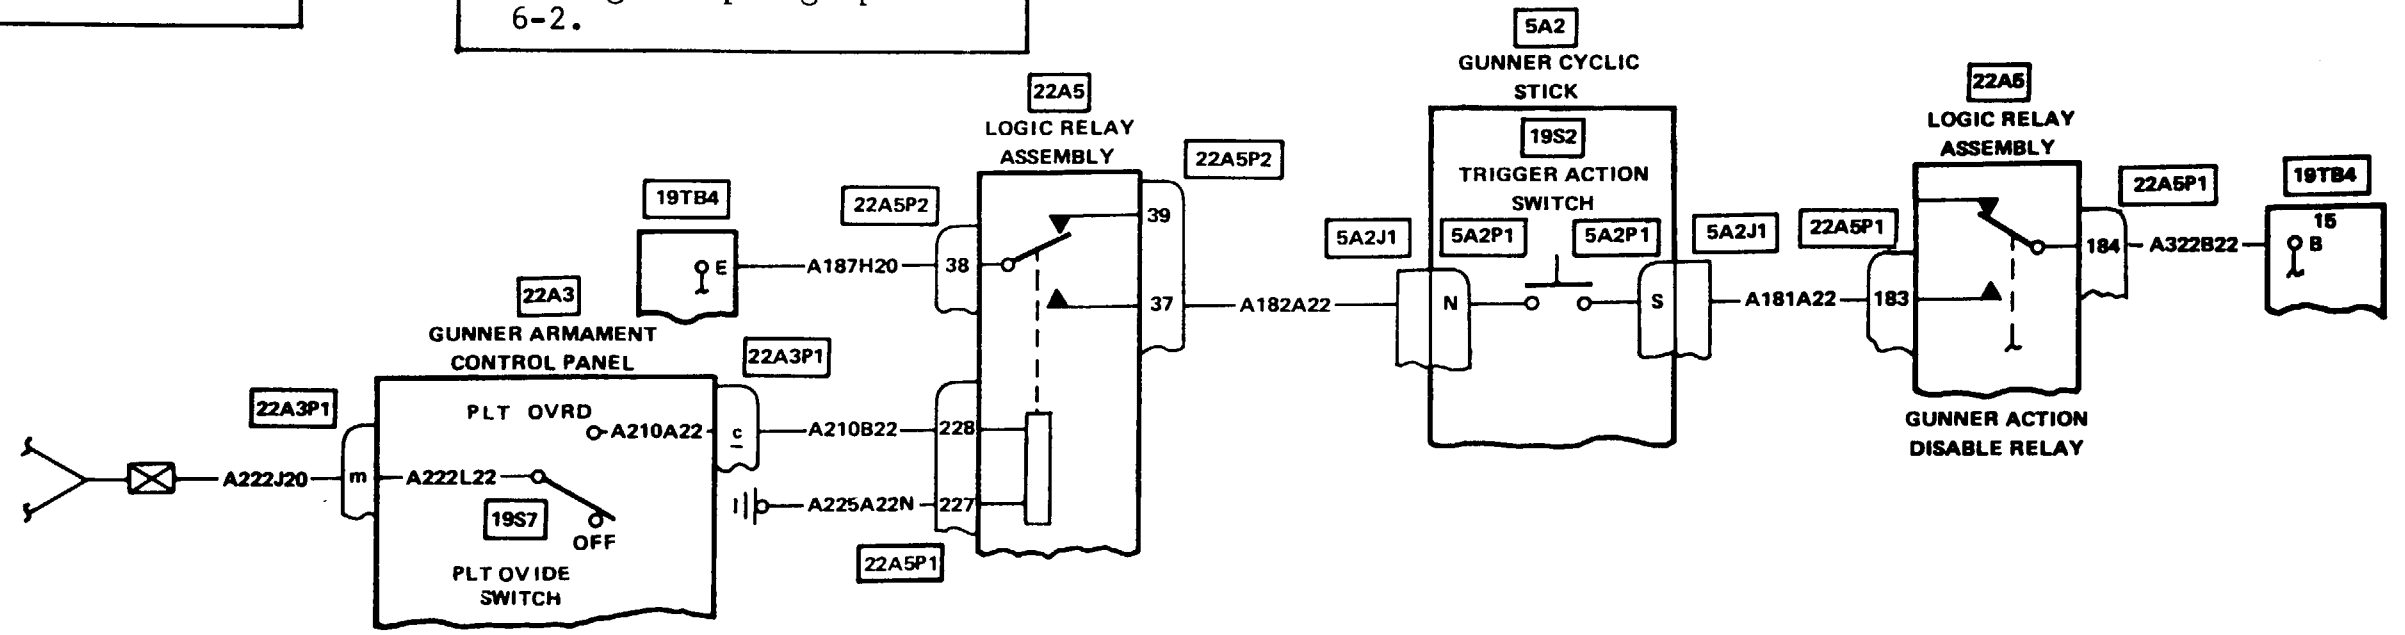 6-2.
5A2
GUNNER CYCLIC
STICK
22A5
LOGIC RELAY
ASSEMBLY
22A5
LOGIC RELAY
ASSEMBLY
19S2
TRIGGER ACTION
SWITCH
19TB4
22A5P2
22A5P2
39
5A2J1
5A2P1
5A2P1
5A2J1
22A5P1
22A5P1
19TB4
15
B
E
A187H20
38
37
A182A22
N
S
A181A22
183
184
A322B22
22A3
GUNNER ARMAMENT
CONTROL PANEL
22A3P1
22A3P1
PLT OVRD
A210A22
c
A210B22
228
GUNNER ACTION
DISABLE RELAY
A222J20
m
A222L22
19S7
OFF
A225A22N
227
22A5P1
PLT OVIDE
SWITCH